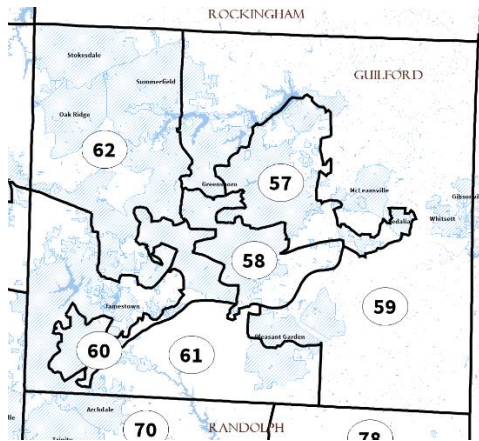 ROCKINGHAM
Stokesdale
GUILFORD
Summerfield
Oak Ridge
62
57
McLeansville
Greensboro
Whitsett
58
59
Jamestown
Pleasant Garden
60
61
Archdale
70
RANDOLPH
78